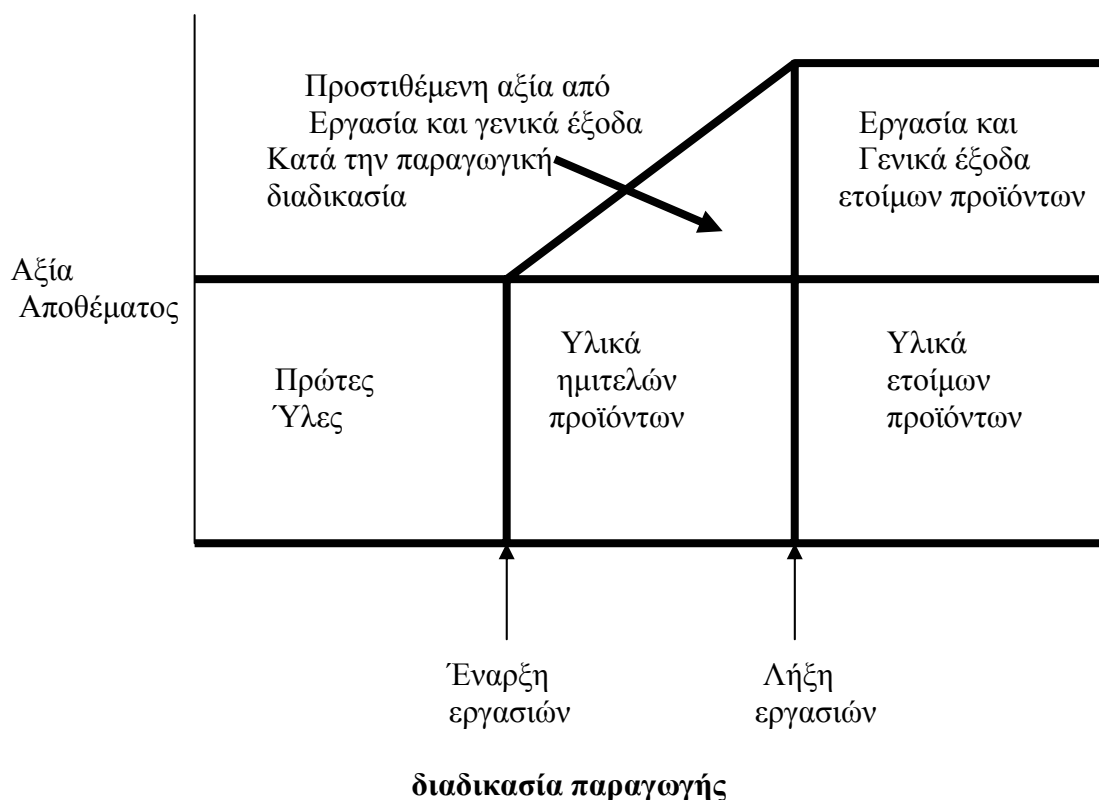 Προστιθέμενη αξία από
Εργασία και γενικά έξοδα
Κατά την παραγωγική
διαδικασία
Εργασία και
Γενικά έξοδα
ετοίμων προϊόντων
Αξία
Αποθέματος
Πρώτες
Ύλες
Υλικά
ημιτελών
προϊόντων
Υλικά
ετοίμων
προϊόντων
Έναρξη
εργασιών
Λήξη
εργασιών
διαδικασία παραγωγής